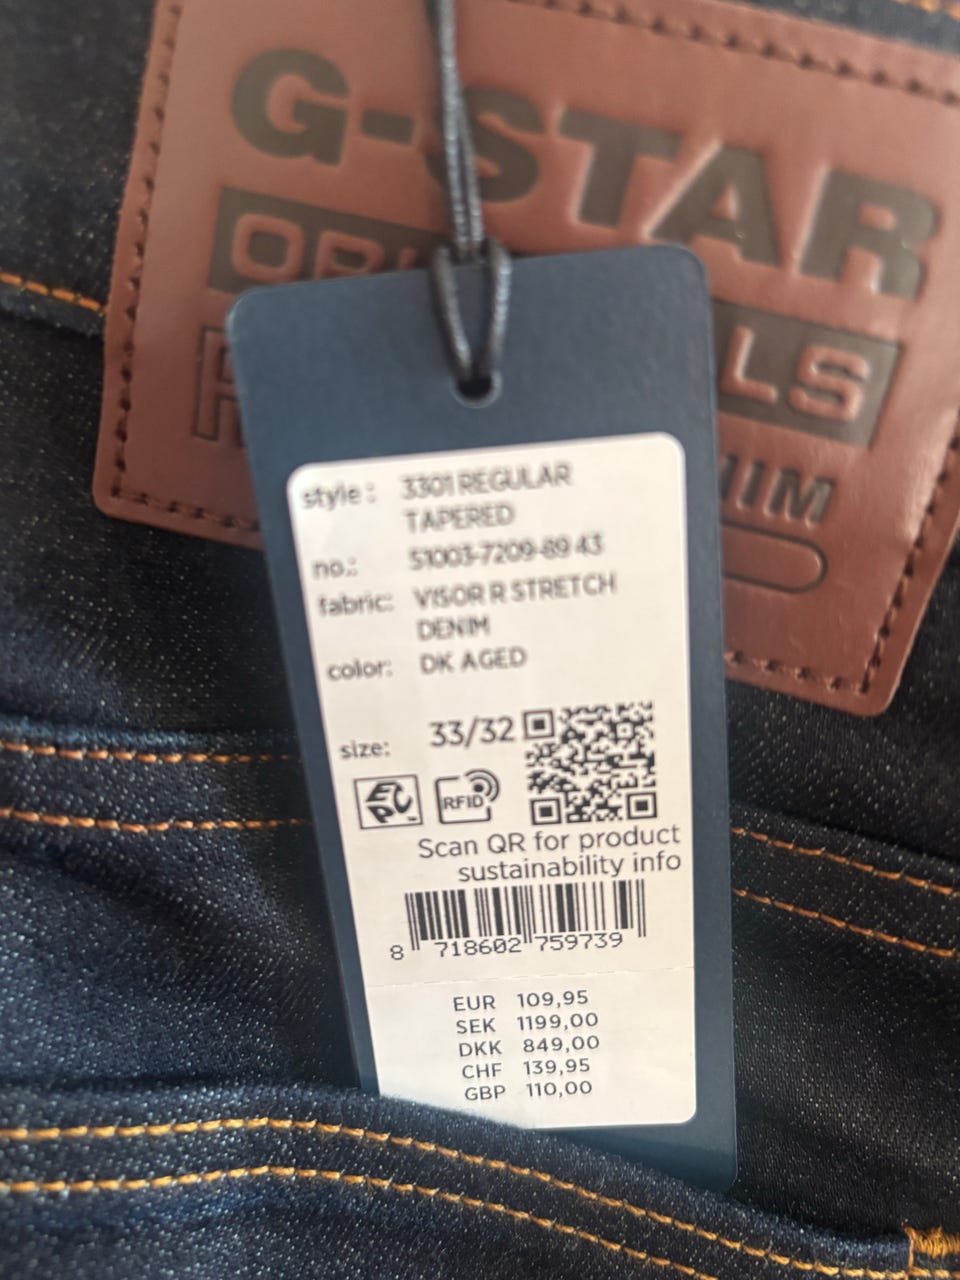 G-STAR
LS
style: 3301 REGULAR
TAPERED
no.: 51003-7209-89 43
fabric: VISOR R STRETCH
DENIM
color: DK AGED
size: 33/32
EPC™
RFID
Scan QR for product
sustainability info
8 718602 759739
EUR 109,95
SEK 1199,00
DKK 849,00
CHF 139,95
GBP 110,00